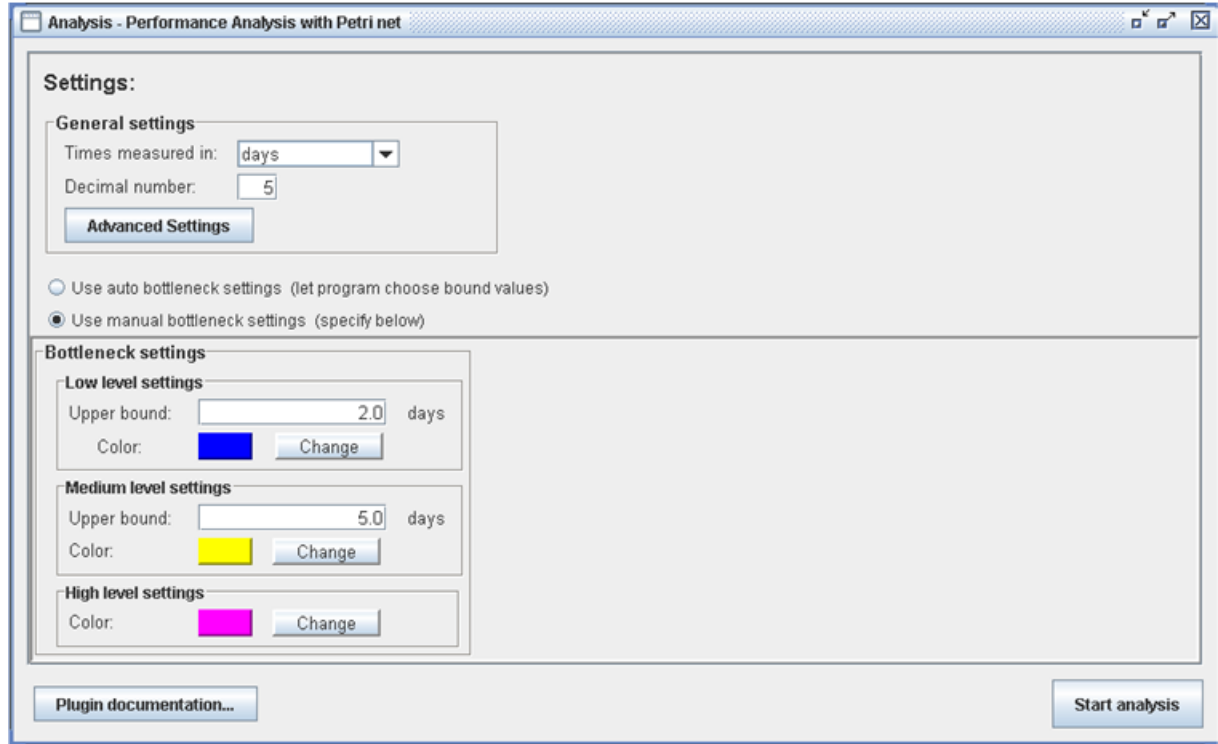 Analysis - Performance Analysis with Petri net
Settings:
General settings
Times measured in: days
Decimal number: 5
Advanced Settings
Use auto bottleneck settings (let program choose bound values)
Use manual bottleneck settings (specify below)
Bottleneck settings
Low level settings
Upper bound: 2.0 days
Color: Change
Medium level settings
Upper bound: 5.0 days
Color: Change
High level settings
Color: Change
Plugin documentation... Start analysis